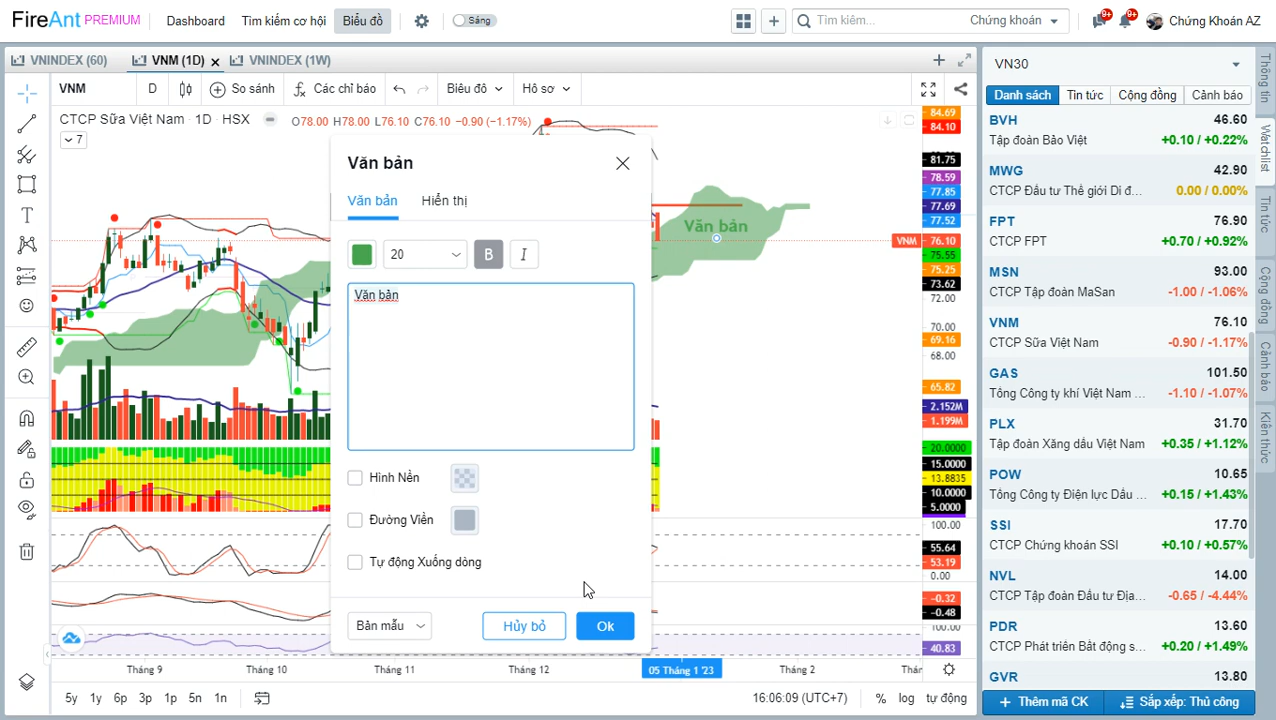 FireAnt PREMIUM Dashboard Tìm kiếm cơ hội Biểu đồ Sáng Tìm kiếm... Chứng khoán 9+ 9+ Chứng Khoán AZ
VNINDEX (60) VNM (1D) VNINDEX (1W)
VNM D So sánh Các chỉ báo Biểu đồ Hồ sơ
CTCP Sữa Việt Nam 1D HSX O78.00 H78.00 L76.10 C76.10 −0.90 (−1.17%)
7
Văn bản
Văn bản Hiển thị
20 B I
Văn bản
Hình Nền
Đường Viền
Tự động Xuống dòng
Bản mẫu Hủy bỏ Ok
Văn bản
84.69
84.10
81.75
78.59
77.85
77.69
77.52
VNM 76.10
75.55
75.25
73.62
72.00
70.00
69.16
68.00
65.82
2.152M
1.199M
20.0000
15.0000
13.8835
10.0000
5.0000
100.00
55.64
53.19
0.00
-0.32
-0.48
100.00
40.83
Tháng 9 Tháng 10 Tháng 11 Tháng 12 05 Tháng 1 '23 Tháng 2
5y 1y 6p 3p 1p 5n 1n 16:06:09 (UTC+7) % log tự động
VN30
Danh sách Tin tức Cộng đồng Cảnh báo
BVH 46.60
Tập đoàn Bảo Việt +0.10 / +0.22%
MWG 42.90
CTCP Đầu tư Thế giới Di đ... 0.00 / 0.00%
FPT 76.90
CTCP FPT +0.70 / +0.92%
MSN 93.00
CTCP Tập đoàn MaSan -1.00 / -1.06%
VNM 76.10
CTCP Sữa Việt Nam -0.90 / -1.17%
GAS 101.50
Tổng Công ty khí Việt Nam ... -1.10 / -1.07%
PLX 31.70
Tập đoàn Xăng dầu Việt Nam +0.35 / +1.12%
POW 10.65
Tổng Công ty Điện lực Dầu ... +0.15 / +1.43%
SSI 17.70
CTCP Chứng khoán SSI +0.10 / +0.57%
NVL 14.00
CTCP Tập đoàn Đầu tư Địa... -0.65 / -4.44%
PDR 13.60
CTCP Phát triển Bất động s... +0.20 / +1.49%
GVR 13.80
Thêm mã CK Sắp xếp: Thủ công
Thông tin
Watchlist
Tin tức
Cộng đồng
Cảnh báo
Kiến thức